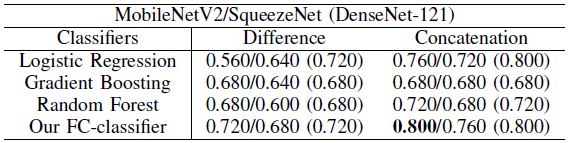 MobileNetV2/SqueezeNet (DenseNet-121)
Classifiers Difference Concatenation
Logistic Regression 0.560/0.640 (0.720) 0.760/0.720 (0.800)
Gradient Boosting 0.680/0.640 (0.680) 0.680/0.680 (0.680)
Random Forest 0.680/0.600 (0.680) 0.720/0.680 (0.720)
Our FC-classifier 0.720/0.680 (0.720) 0.800/0.760 (0.800)